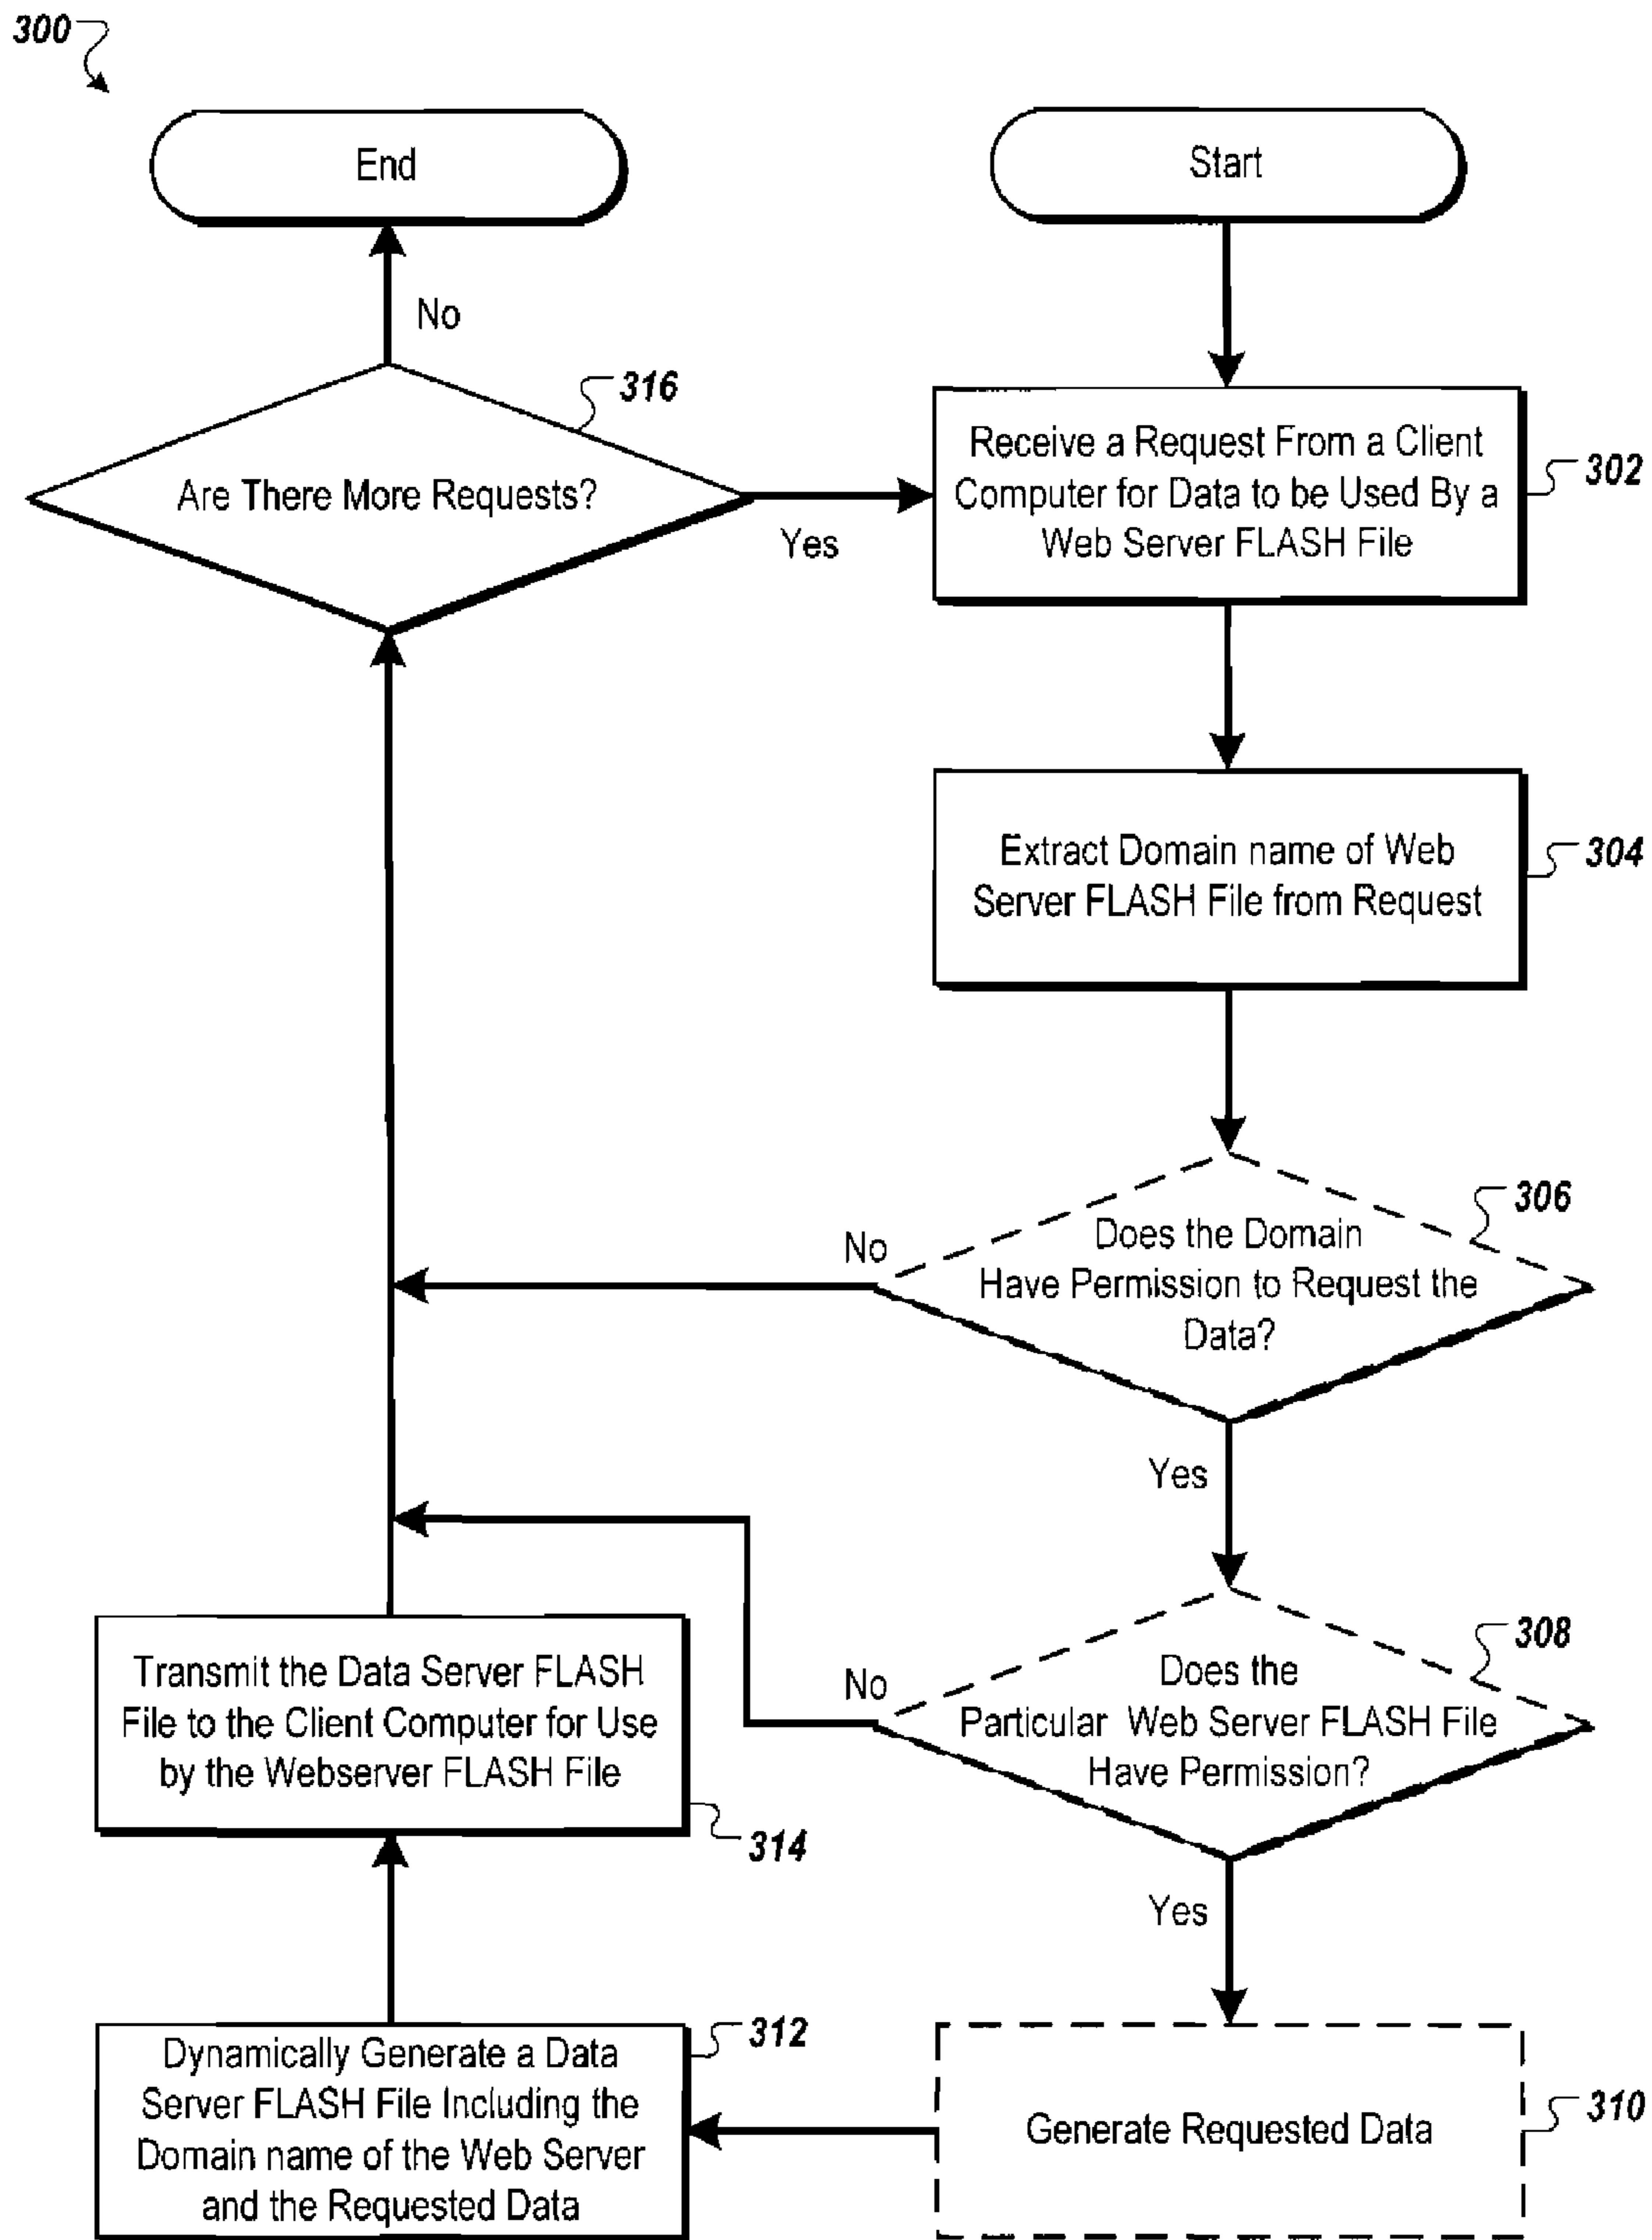 300
End
Start
No
316
Are There More Requests?
Yes
Receive a Request From a Client
Computer for Data to be Used By a
Web Server FLASH File
302
Extract Domain name of Web
Server FLASH File from Request
304
306
No
Does the Domain
Have Permission to Request the
Data?
Yes
308
No
Does the
Particular Web Server FLASH File
Have Permission?
Yes
Transmit the Data Server FLASH
File to the Client Computer for Use
by the Webserver FLASH File
314
312
Dynamically Generate a Data
Server FLASH File Including the
Domain name of the Web Server
and the Requested Data
Generate Requested Data
310